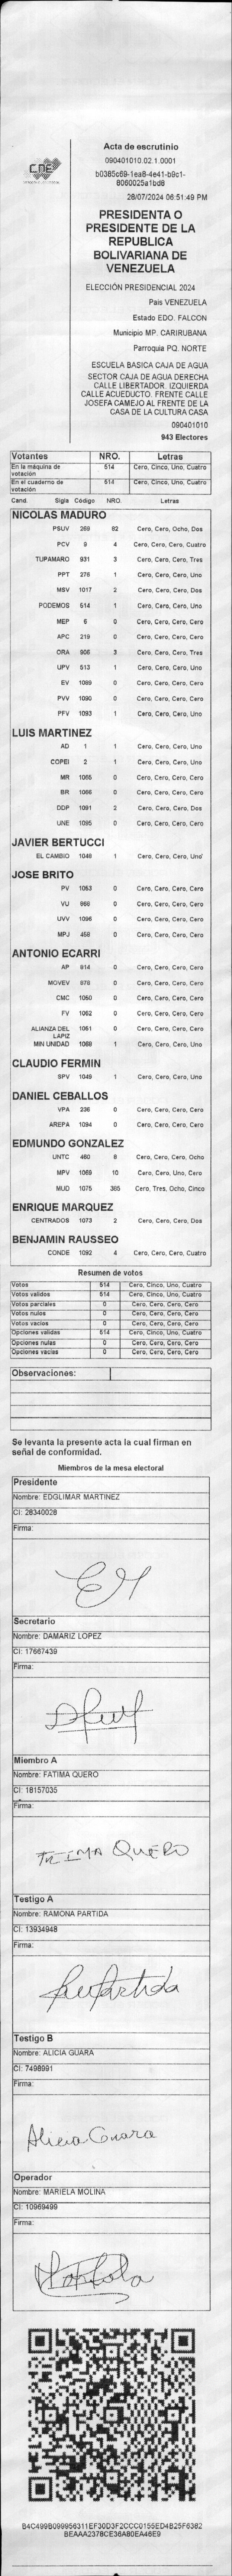 CDE
Acta de escrutinio
090401010.02.1.0001
b0385c69-1ea8-4e41-b9c1-
8060025a1bd8
28/07/2024 06:51:49 PM
PRESIDENTA O
PRESIDENTE DE LA
REPUBLICA
BOLIVARIANA DE
VENEZUELA
ELECCIÓN PRESIDENCIAL 2024
Pais VENEZUELA
Estado EDO. FALCON
Municipio MP. CARIRUBANA
Parroquia PQ. NORTE
ESCUELA BASICA CAJA DE AGUA
SECTOR CAJA DE AGUA DERECHA
CALLE LIBERTADOR. IZQUIERDA
CALLE ACUEDUCTO. FRENTE CALLE
JOSEFA CAMEJO AL FRENTE DE LA
CASA DE LA CULTURA CASA
090401010
943 Electores
Votantes NRO. Letras
En la máquina de votación 514 Cero, Cinco, Uno, Cuatro
En el cuaderno de votación 514 Cero, Cinco, Uno, Cuatro
Cand. Sigla Código NRO. Letras
NICOLAS MADURO
PSUV 269 82 Cero, Cero, Ocho, Dos
PCV 9 4 Cero, Cero, Cero, Cuatro
TUPAMARO 931 3 Cero, Cero, Cero, Tres
PPT 276 1 Cero, Cero, Cero, Uno
MSV 1017 2 Cero, Cero, Cero, Dos
PODEMOS 514 1 Cero, Cero, Cero, Uno
MEP 6 0 Cero, Cero, Cero, Cero
APC 219 0 Cero, Cero, Cero, Cero
ORA 906 3 Cero, Cero, Cero, Tres
UPV 513 1 Cero, Cero, Cero, Uno
EV 1089 0 Cero, Cero, Cero, Cero
PVV 1090 0 Cero, Cero, Cero, Cero
PFV 1093 1 Cero, Cero, Cero, Uno
LUIS MARTINEZ
AD 1 1 Cero, Cero, Cero, Uno
COPEI 2 1 Cero, Cero, Cero, Uno
MR 1065 0 Cero, Cero, Cero, Cero
BR 1066 0 Cero, Cero, Cero, Cero
DDP 1091 2 Cero, Cero, Cero, Dos
UNE 1095 0 Cero, Cero, Cero, Cero
JAVIER BERTUCCI
EL CAMBIO 1048 1 Cero, Cero, Cero, Uno
JOSE BRITO
PV 1053 0 Cero, Cero, Cero, Cero
VU 868 0 Cero, Cero, Cero, Cero
UVV 1096 0 Cero, Cero, Cero, Cero
MPJ 458 0 Cero, Cero, Cero, Cero
ANTONIO ECARRI
AP 814 0 Cero, Cero, Cero, Cero
MOVEV 878 0 Cero, Cero, Cero, Cero
CMC 1050 0 Cero, Cero, Cero, Cero
FV 1052 0 Cero, Cero, Cero, Cero
ALIANZA DEL LAPIZ 1051 0 Cero, Cero, Cero, Cero
MIN UNIDAD 1088 1 Cero, Cero, Cero, Uno
CLAUDIO FERMIN
SPV 1049 1 Cero, Cero, Cero, Uno
DANIEL CEBALLOS
VPA 236 0 Cero, Cero, Cero, Cero
AREPA 1094 0 Cero, Cero, Cero, Cero
EDMUNDO GONZALEZ
UNTC 460 8 Cero, Cero, Cero, Ocho
MPV 1069 10 Cero, Cero, Uno, Cero
MUD 1075 385 Cero, Tres, Ocho, Cinco
ENRIQUE MARQUEZ
CENTRADOS 1073 2 Cero, Cero, Cero, Dos
BENJAMIN RAUSSEO
CONDE 1092 4 Cero, Cero, Cero, Cuatro
Resumen de votos
Votos 514 Cero, Cinco, Uno, Cuatro
Votos validos 514 Cero, Cinco, Uno, Cuatro
Votos parciales 0 Cero, Cero, Cero, Cero
Votos nulos 0 Cero, Cero, Cero, Cero
Votos vacios 0 Cero, Cero, Cero, Cero
Opciones validas 514 Cero, Cinco, Uno, Cuatro
Opciones nulas 0 Cero, Cero, Cero, Cero
Opciones vacias 0 Cero, Cero, Cero, Cero
Observaciones:
Se levanta la presente acta la cual firman en
señal de conformidad.
Miembros de la mesa electoral
Presidente
Nombre: EDGLIMAR MARTINEZ
CI: 28340028
Firma:
Secretario
Nombre: DAMARIZ LOPEZ
CI: 17667439
Firma:
Miembro A
Nombre: FATIMA QUERO
CI: 18157035
Firma:
FATIMA QUERO
Testigo A
Nombre: RAMONA PARTIDA
CI: 13934948
Firma:
Testigo B
Nombre: ALICIA GUARA
CI: 7498991
Firma:
Alicia Guara
Operador
Nombre: MARIELA MOLINA
CI: 10969499
Firma:
B4C499B099956311EF30D3F2CCC0155ED4B25F6382
BEAAA2378CE36A80EA46E9